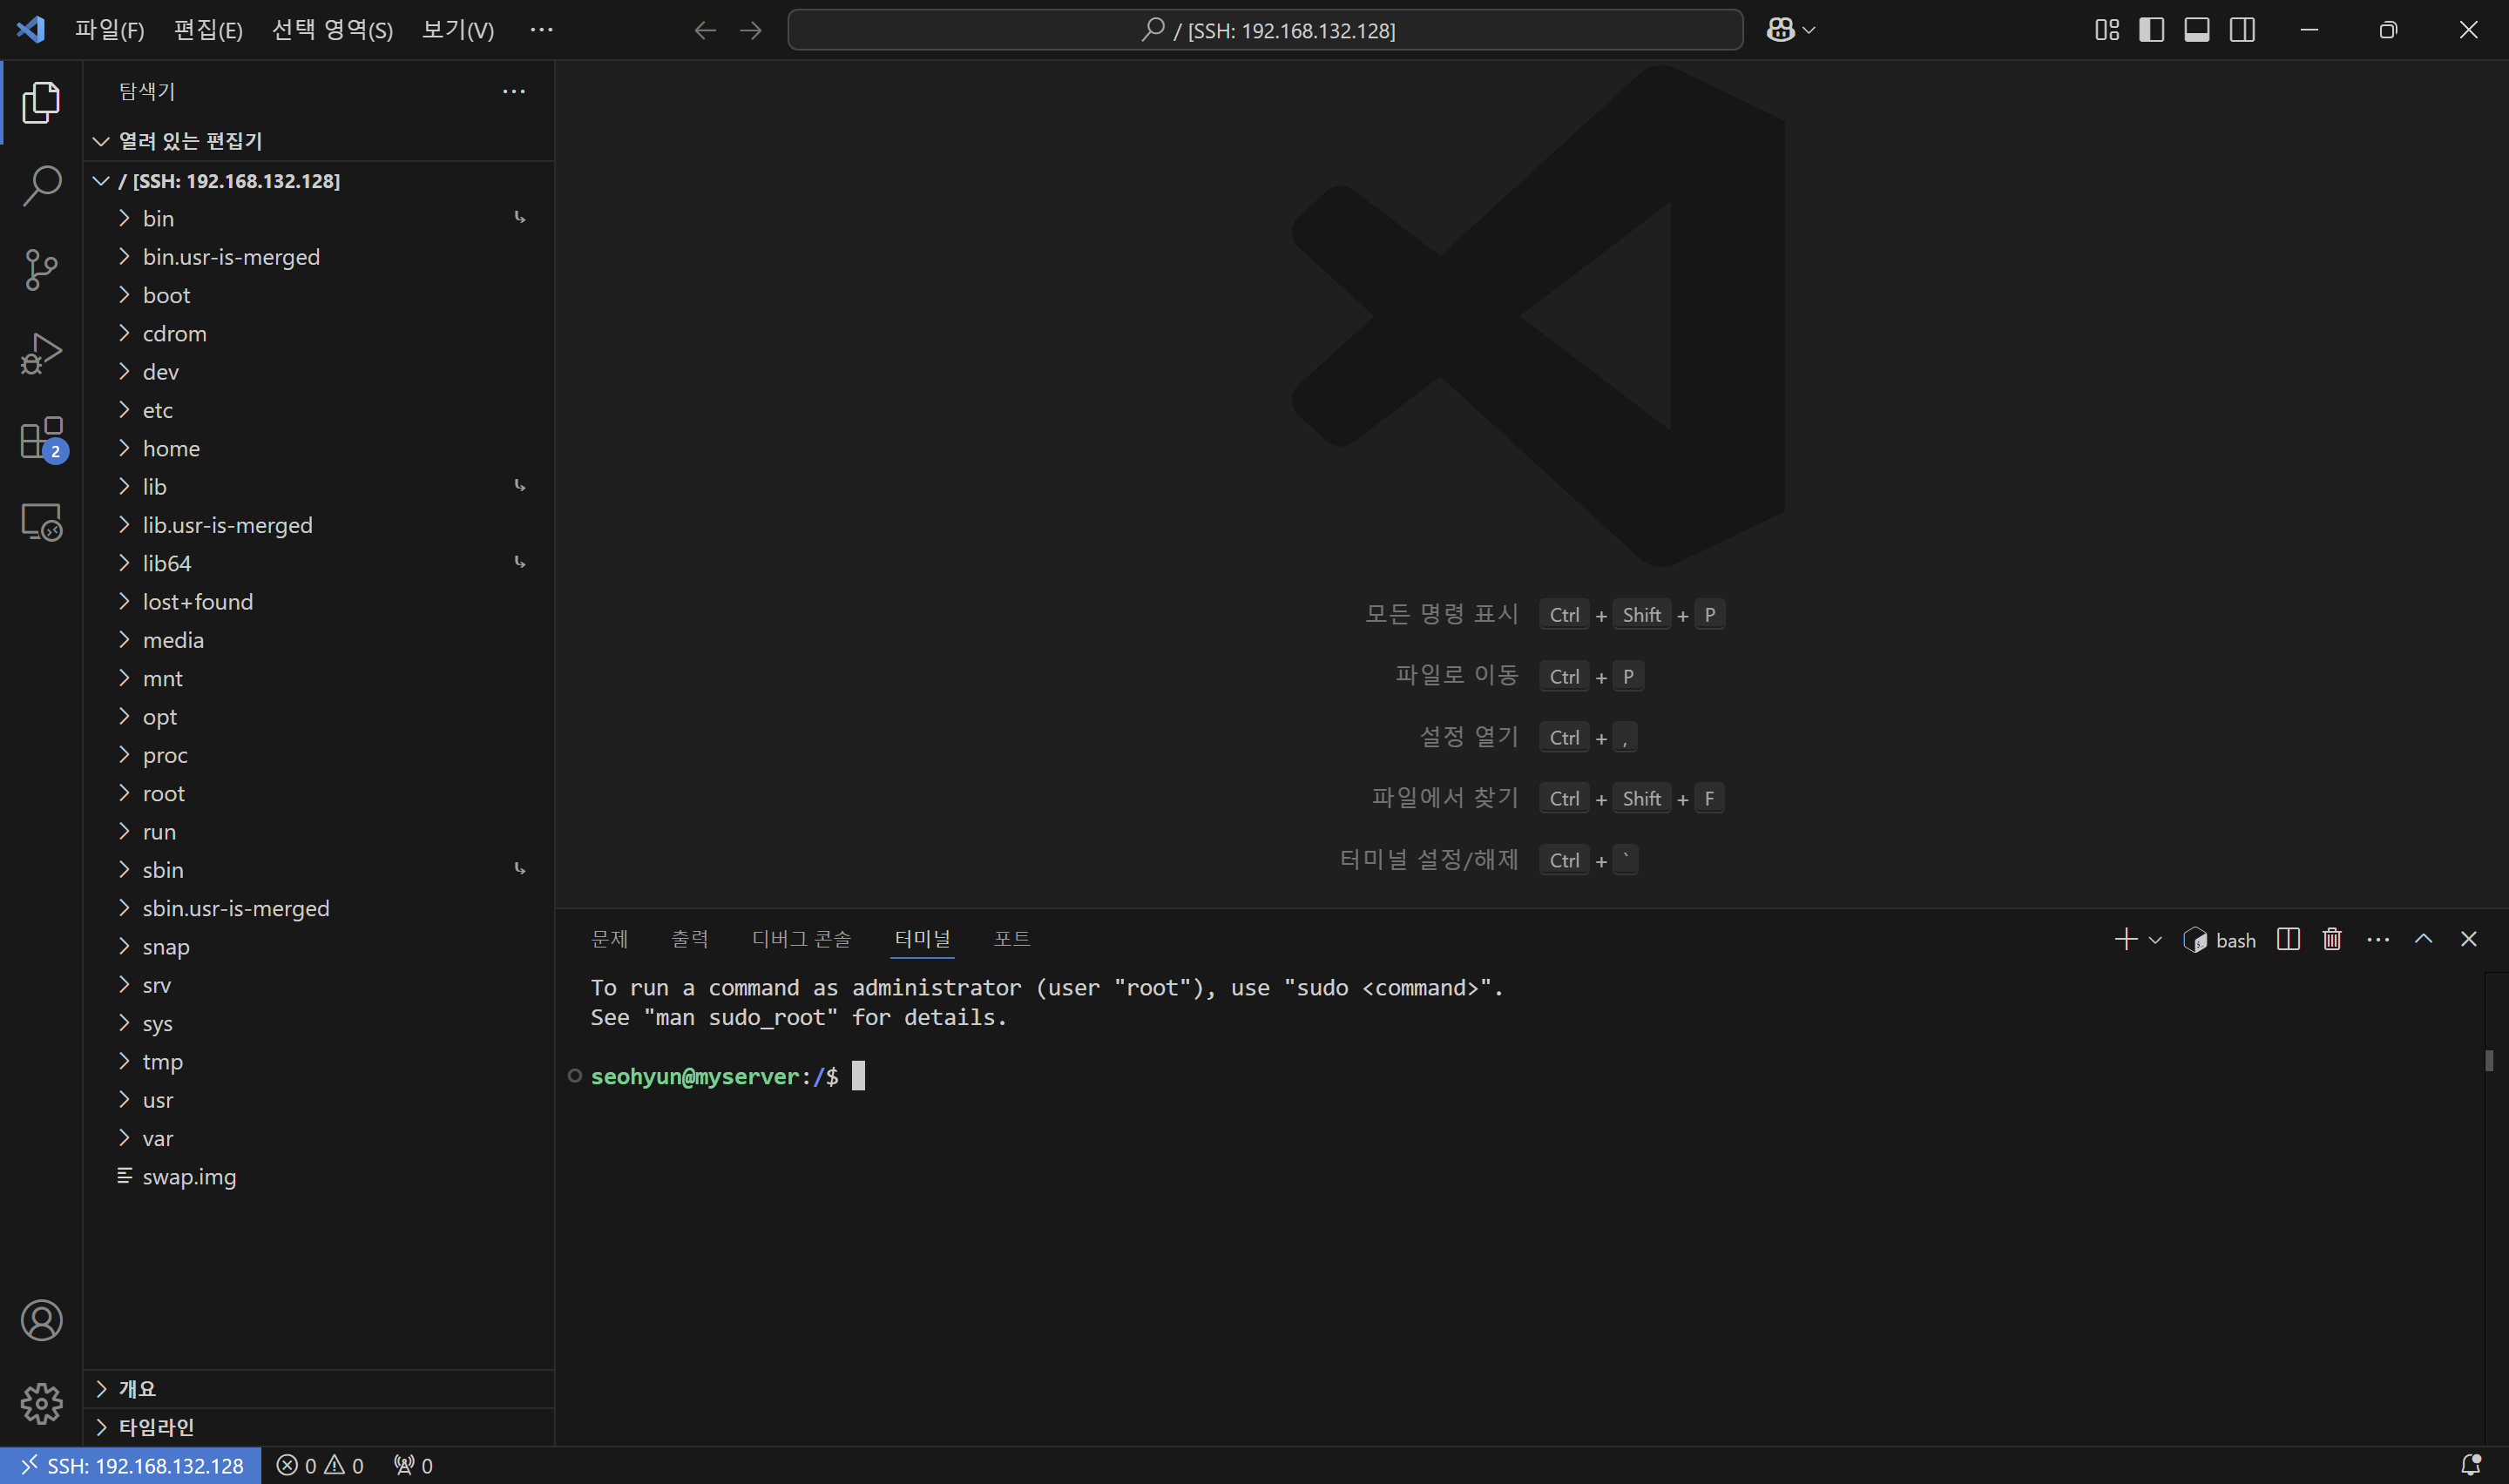 파일(F) 편집(E) 선택 영역(S) 보기(V) ···
/ [SSH: 192.168.132.128]
탐색기
열려 있는 편집기
/ [SSH: 192.168.132.128]
bin
bin.usr-is-merged
boot
cdrom
dev
etc
home
lib
lib.usr-is-merged
lib64
lost+found
media
mnt
opt
proc
root
run
sbin
sbin.usr-is-merged
snap
srv
sys
tmp
usr
var
swap.img
개요
타임라인
2
모든 명령 표시 Ctrl + Shift + P
파일로 이동 Ctrl + P
설정 열기 Ctrl + ,
파일에서 찾기 Ctrl + Shift + F
터미널 설정/해제 Ctrl + `
문제 출력 디버그 콘솔 터미널 포트
bash
To run a command as administrator (user "root"), use "sudo <command>".
See "man sudo_root" for details.
seohyun@myserver:/$
SSH: 192.168.132.128 0 0 0